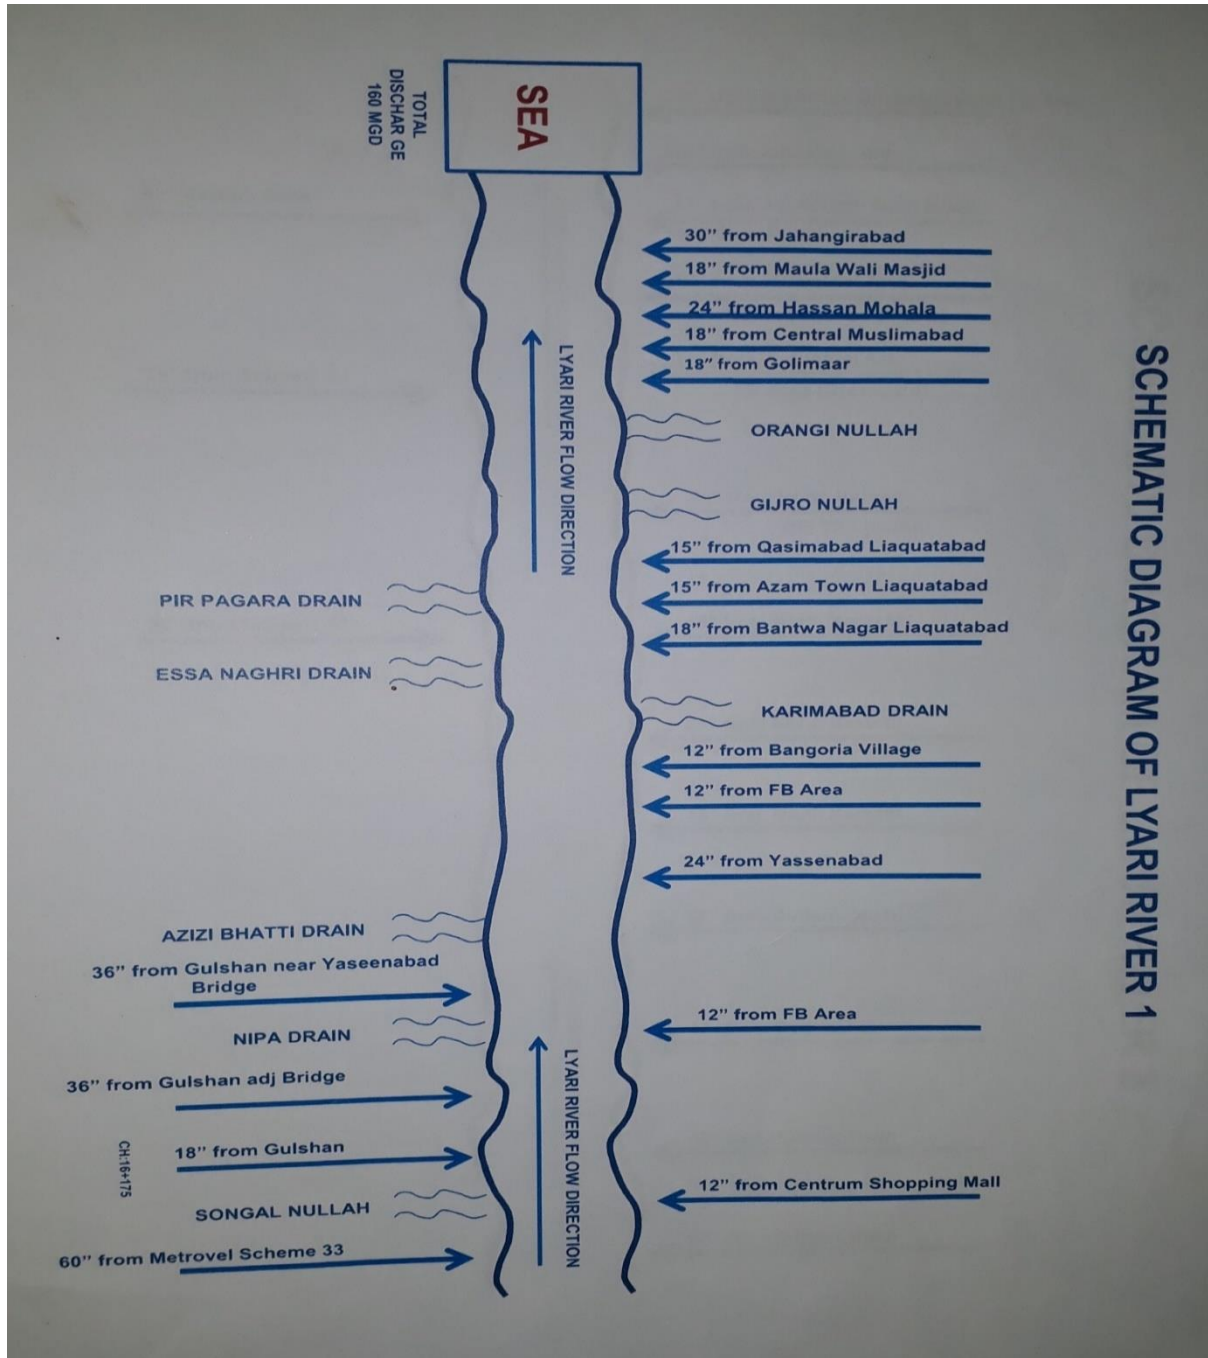 SCHEMATIC DIAGRAM OF LYARI RIVER 1
SEA
TOTAL
DISCHAR GE
160 MGD
30” from Jahangirabad
18” from Maula Wali Masjid
24” from Hassan Mohala
18” from Central Muslimabad
18” from Golimaar
LYARI RIVER FLOW DIRECTION
ORANGI NULLAH
GIJRO NULLAH
15” from Qasimabad Liaquatabad
15” from Azam Town Liaquatabad
18” from Bantwa Nagar Liaquatabad
PIR PAGARA DRAIN
ESSA NAGHRI DRAIN
KARIMABAD DRAIN
12” from Bangoria Village
12” from FB Area
24” from Yassenabad
AZIZI BHATTI DRAIN
36” from Gulshan near Yaseenabad
Bridge
12” from FB Area
NIPA DRAIN
36” from Gulshan adj Bridge
LYARI RIVER FLOW DIRECTION
18” from Gulshan
CH:16+175
12” from Centrum Shopping Mall
SONGAL NULLAH
60” from Metrovel Scheme 33